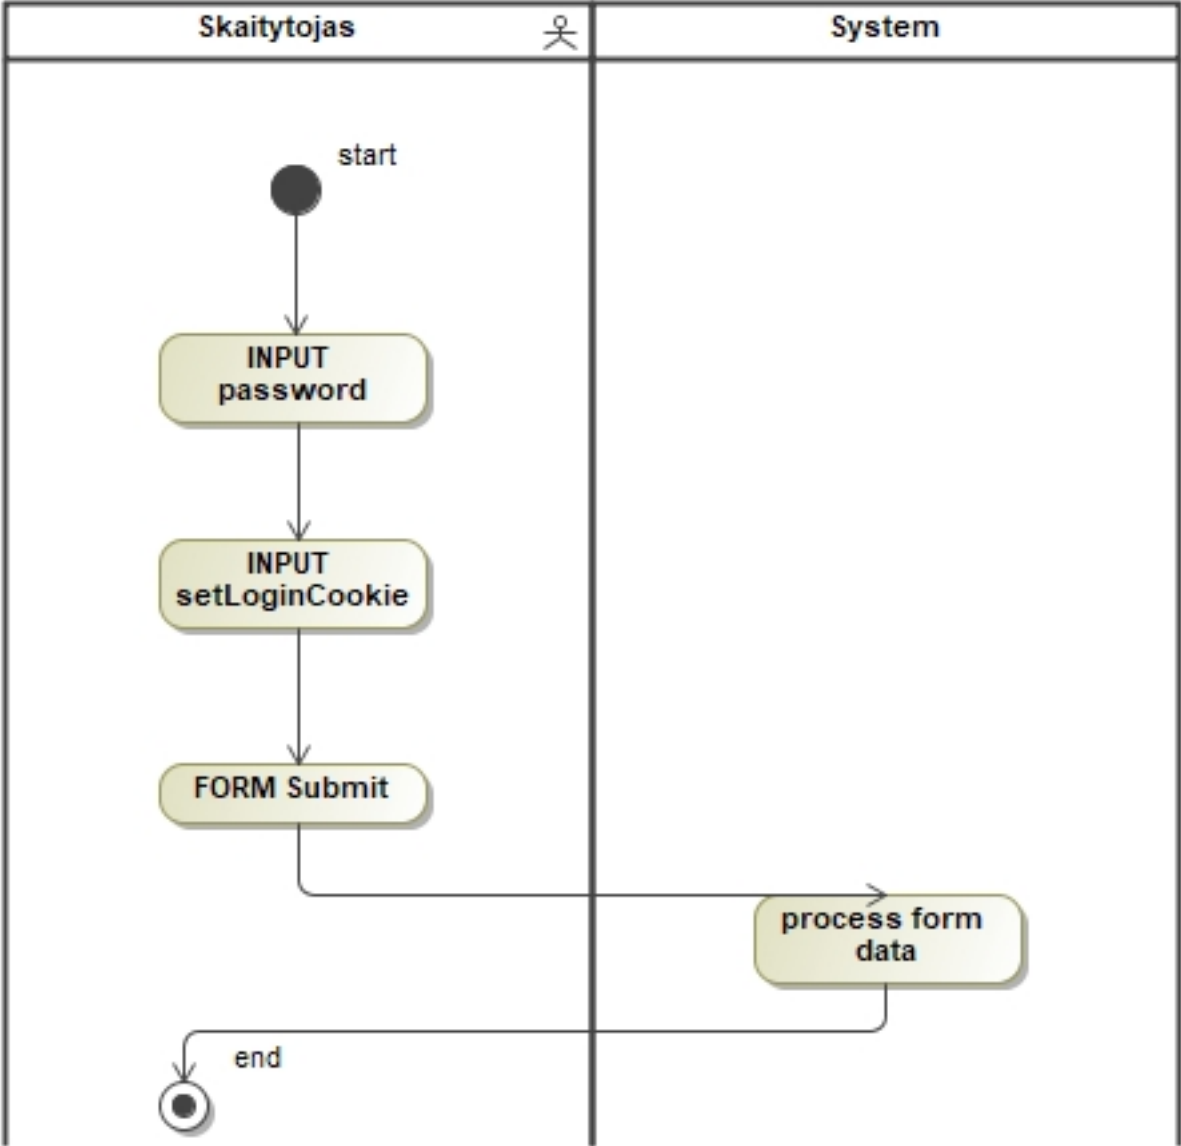 Skaitytojas
System
start
INPUT
password
INPUT
setLoginCookie
FORM Submit
process form
data
end